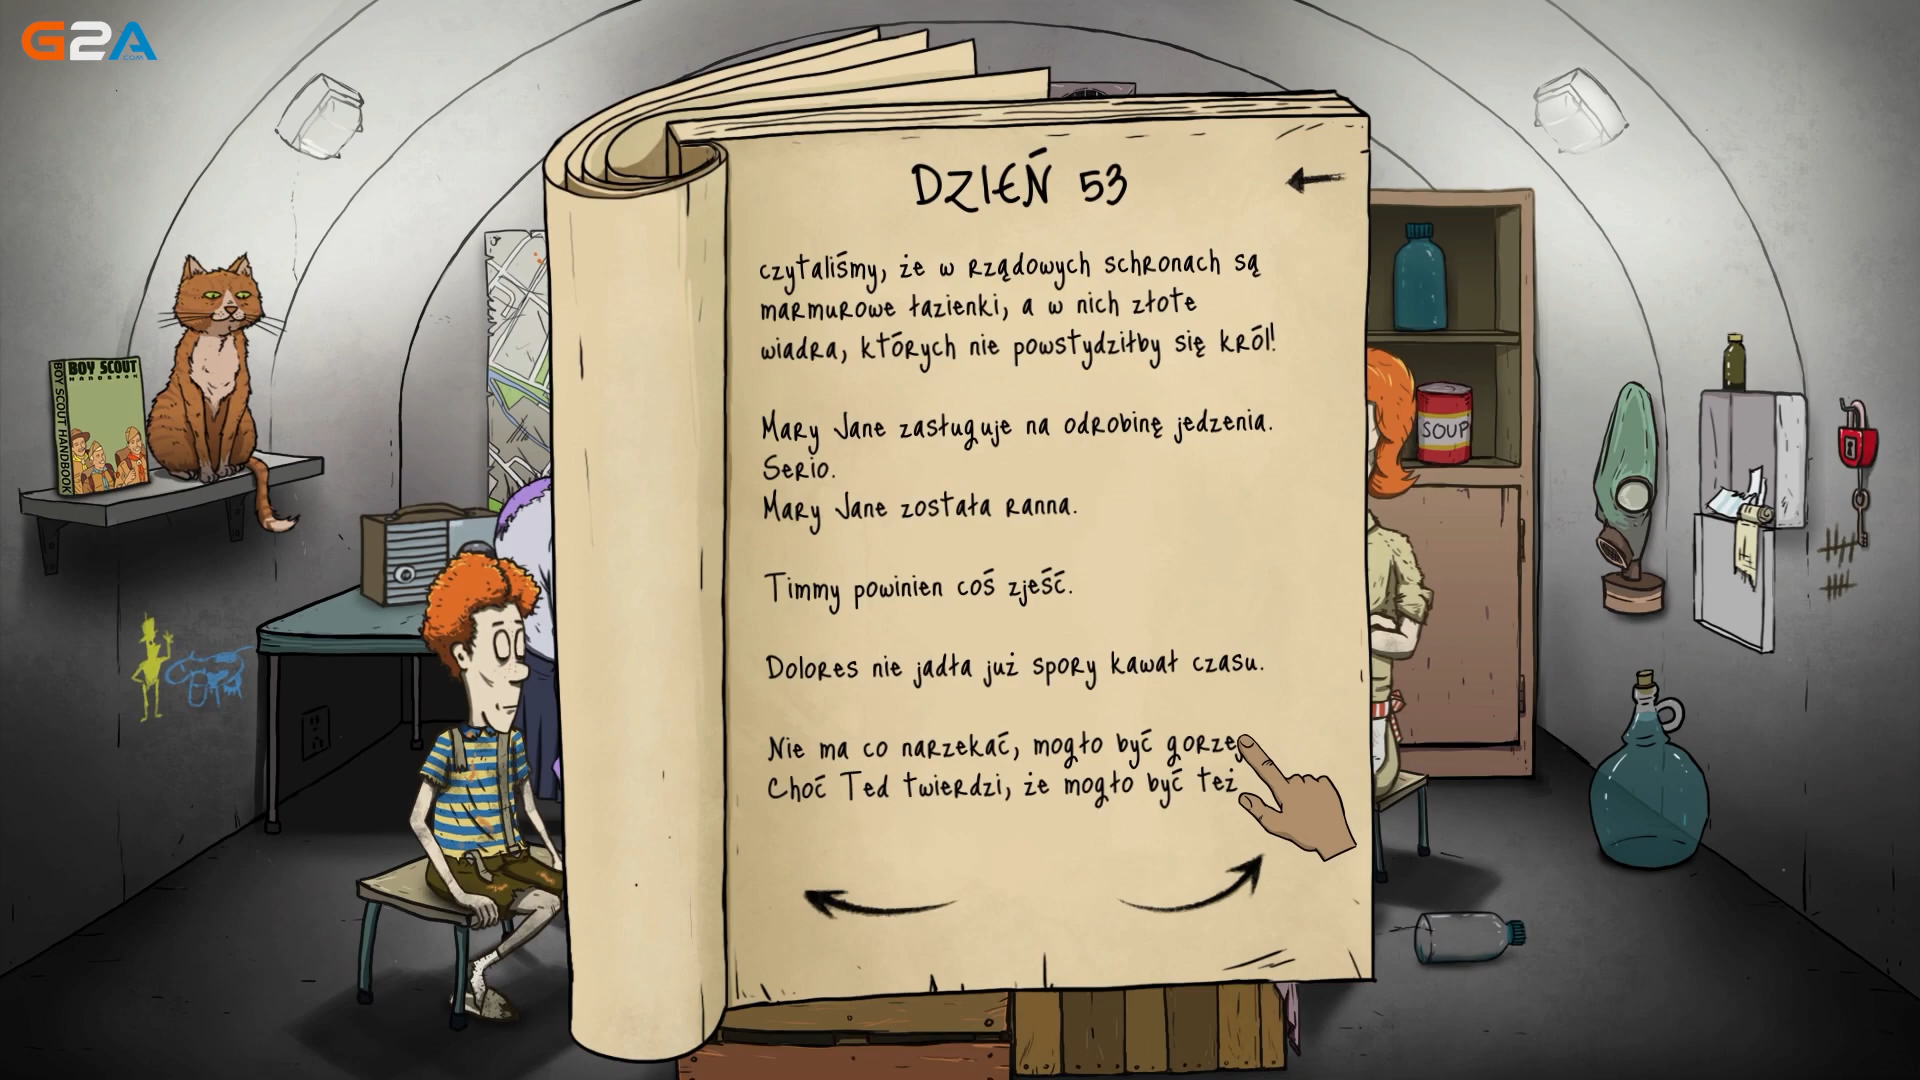 G2A
.COM
DZIEŃ 53
czytaliśmy, że w rządowych schronach są
marmurowe łazienki, a w nich złote
wiadra, których nie powstydziłby się król!
Mary Jane zasługuje na odrobinę jedzenia.
Serio.
Mary Jane została ranna.
Timmy powinien coś zjeść.
Dolores nie jadła już spory kawał czasu.
Nie ma co narzekać, mogło być gorzej
Choć Ted twierdzi, że mogło być też
BOY SCOUT
HANDBOOK
BOY SCOUT HANDBOOK
SOUP